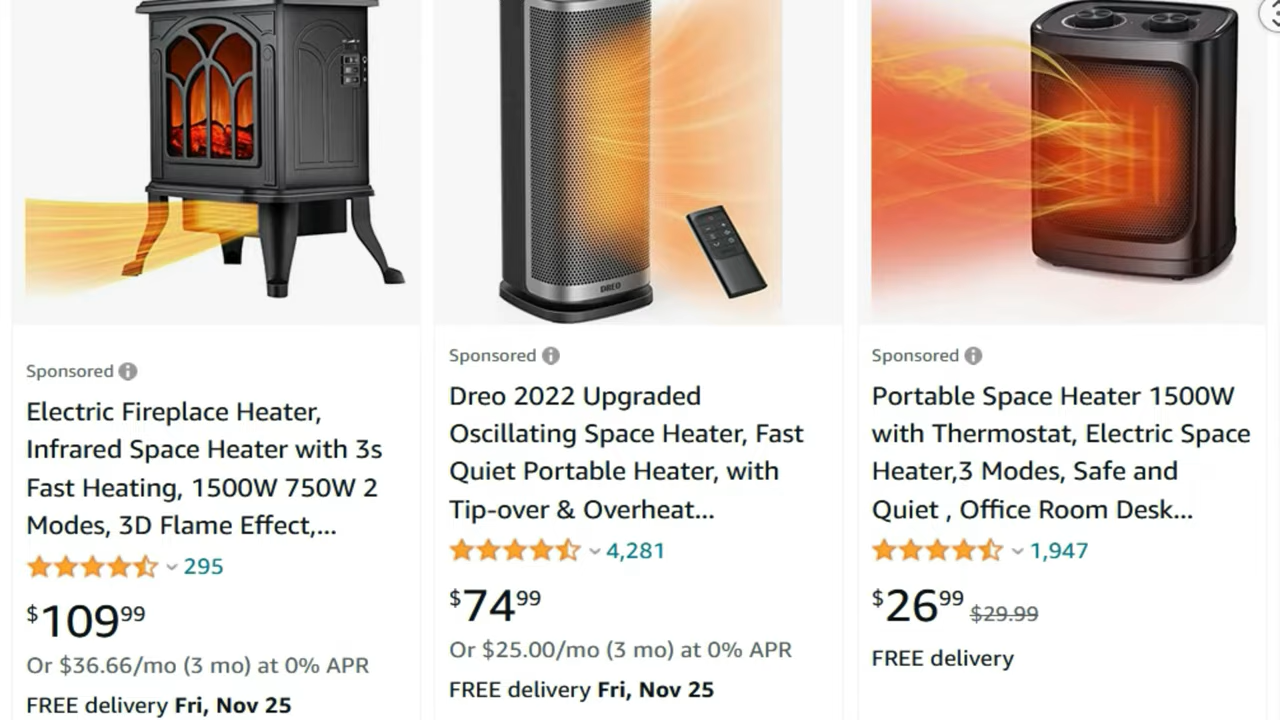 DREO
Sponsored
Electric Fireplace Heater,
Infrared Space Heater with 3s
Fast Heating, 1500W 750W 2
Modes, 3D Flame Effect,...
295
$109.99
Or $36.66/mo (3 mo) at 0% APR
FREE delivery Fri, Nov 25
Sponsored
Dreo 2022 Upgraded
Oscillating Space Heater, Fast
Quiet Portable Heater, with
Tip-over & Overheat...
4,281
$74.99
Or $25.00/mo (3 mo) at 0% APR
FREE delivery Fri, Nov 25
Sponsored
Portable Space Heater 1500W
with Thermostat, Electric Space
Heater,3 Modes, Safe and
Quiet , Office Room Desk...
1,947
$26.99 $29.99
FREE delivery